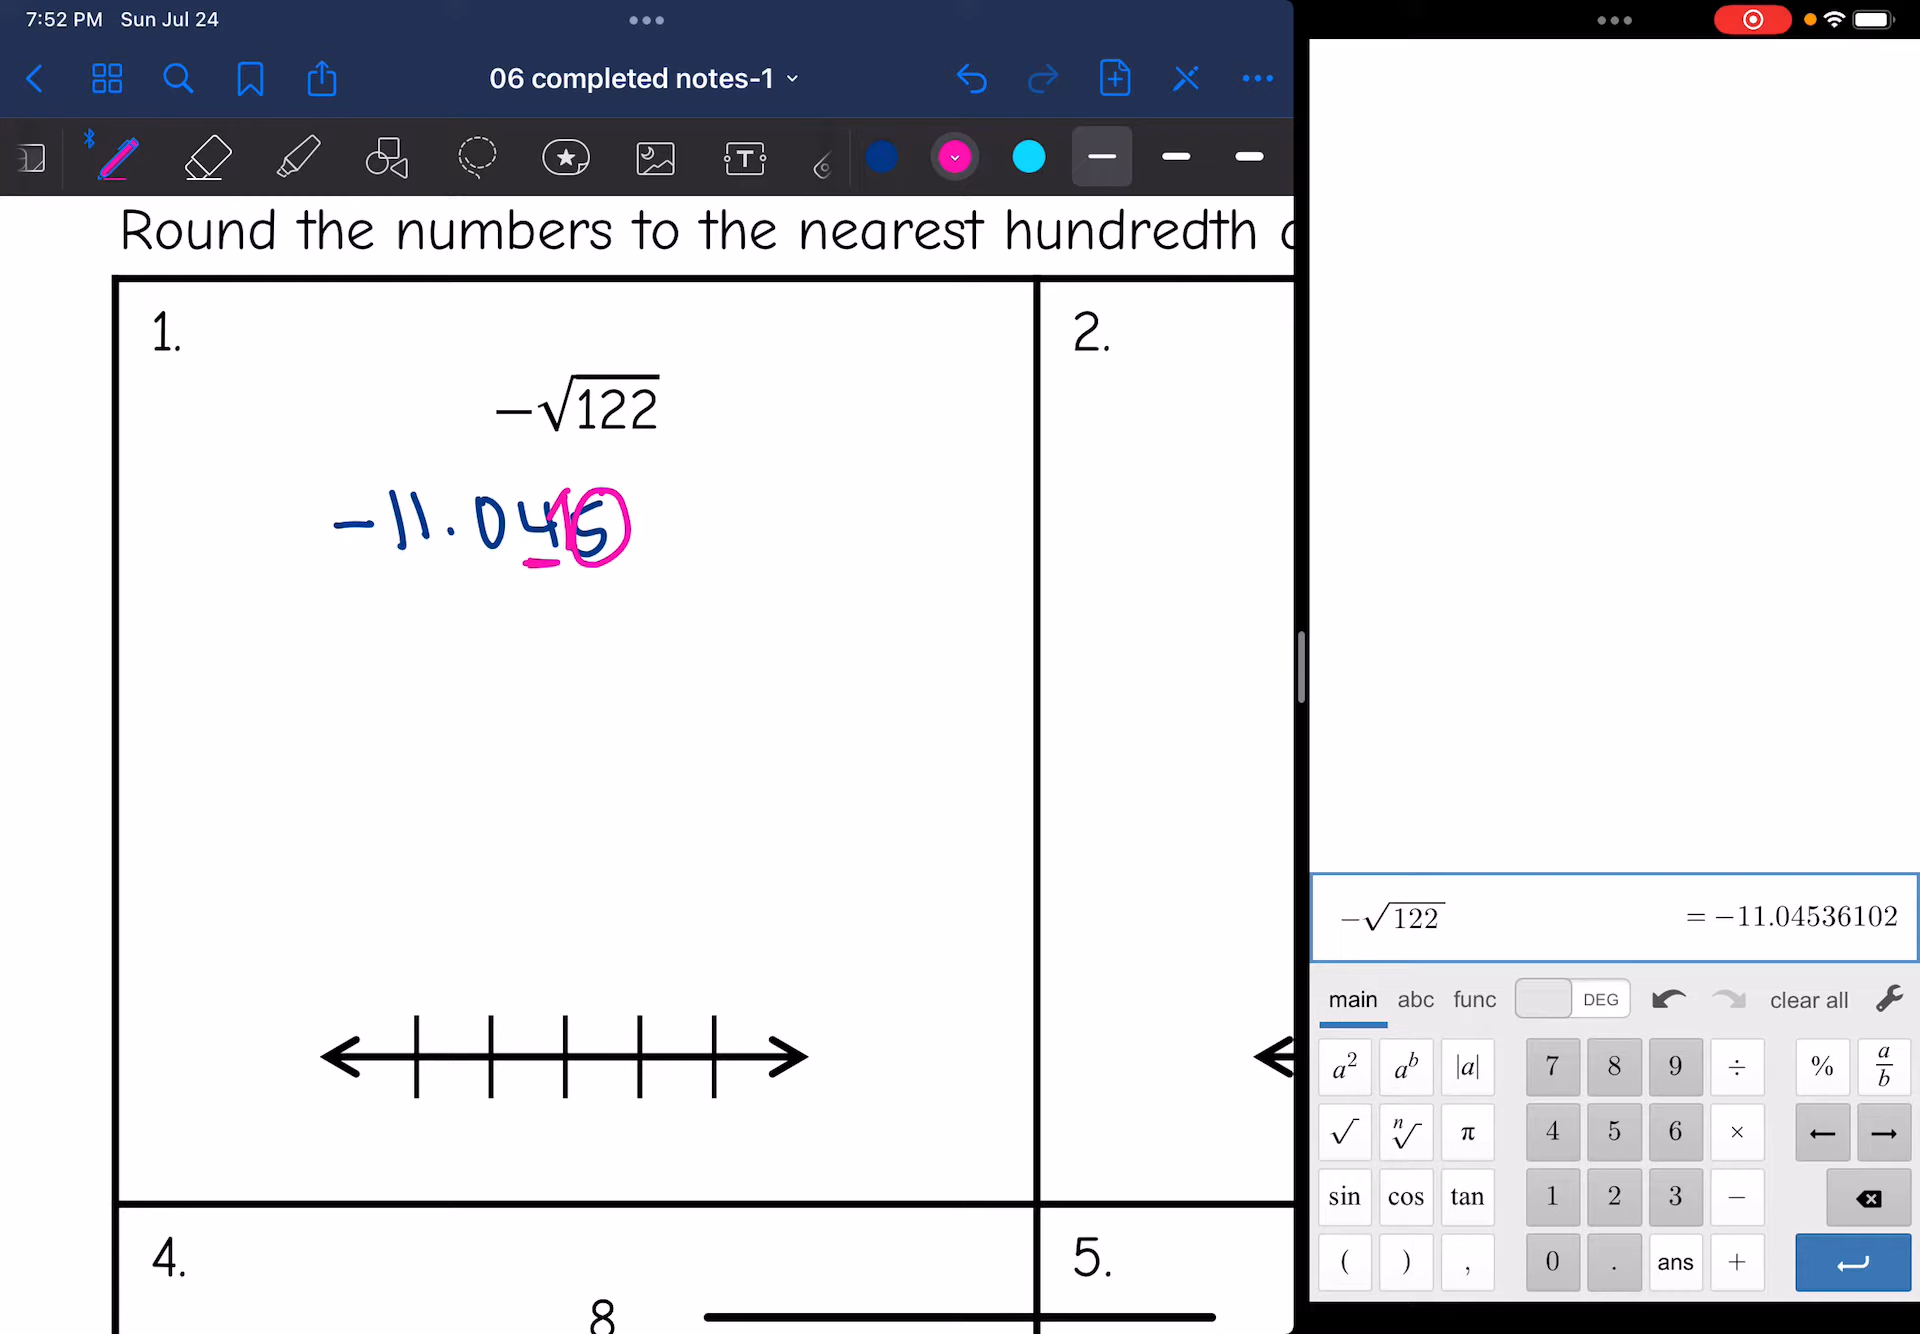 7:52 PM Sun Jul 24
06 completed notes-1
T
Round the numbers to the nearest hundredth
1.
2.
−√122
-11.045
−√122 = −11.04536102
main abc func DEG clear all
a² aᵇ |a| 7 8 9 ÷ % a/b
√ ⁿ√ π 4 5 6 × ← →
sin cos tan 1 2 3 −
( ) , 0 . ans +
4.
5.
8